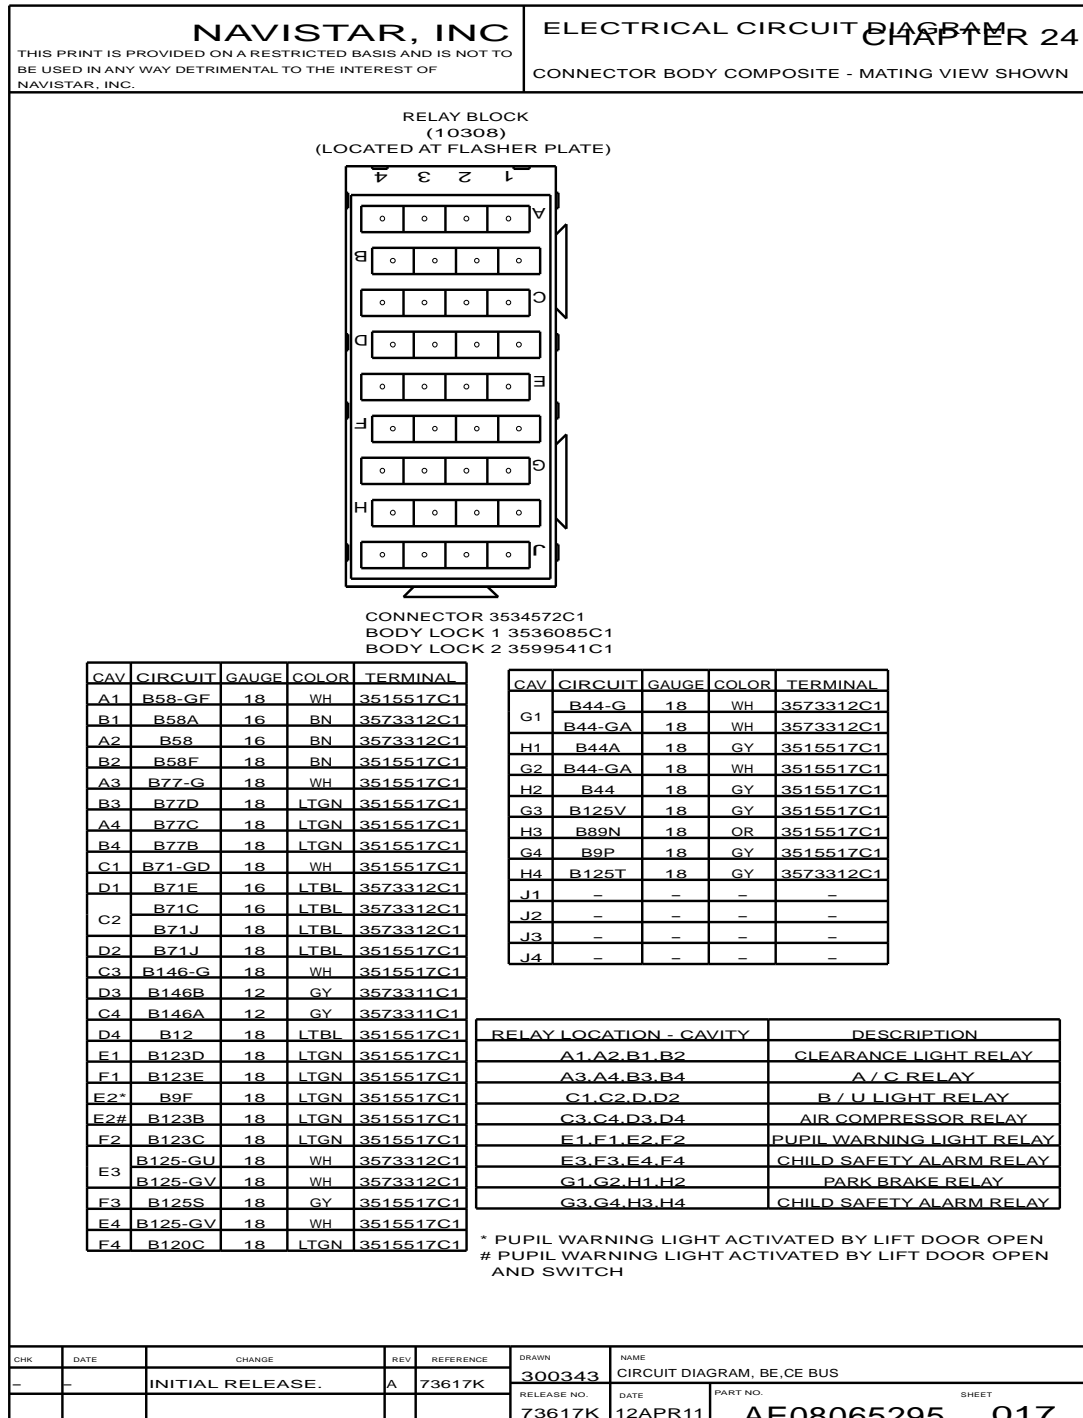 NAVISTAR, INC
THIS PRINT IS PROVIDED ON A RESTRICTED BASIS AND IS NOT TO
BE USED IN ANY WAY DETRIMENTAL TO THE INTEREST OF
NAVISTAR, INC.
ELECTRICAL CIRCUIT DIAGRAM
CHAPTER 24
CONNECTOR BODY COMPOSITE - MATING VIEW SHOWN
RELAY BLOCK
(10308)
(LOCATED AT FLASHER PLATE)
4 3 2 1
A
B
C
D
E
F
G
H
J
CONNECTOR 3534572C1
BODY LOCK 1 3536085C1
BODY LOCK 2 3599541C1
CAV CIRCUIT GAUGE COLOR TERMINAL
A1 B58-GF 18 WH 3515517C1
B1 B58A 16 BN 3573312C1
A2 B58 16 BN 3573312C1
B2 B58F 18 BN 3515517C1
A3 B77-G 18 WH 3515517C1
B3 B77D 18 LTGN 3515517C1
A4 B77C 18 LTGN 3515517C1
B4 B77B 18 LTGN 3515517C1
C1 B71-GD 18 WH 3515517C1
D1 B71E 16 LTBL 3573312C1
C2 B71C 16 LTBL 3573312C1
B71J 18 LTBL 3573312C1
D2 B71J 18 LTBL 3515517C1
C3 B146-G 18 WH 3515517C1
D3 B146B 12 GY 3573311C1
C4 B146A 12 GY 3573311C1
D4 B12 18 LTBL 3515517C1
E1 B123D 18 LTGN 3515517C1
F1 B123E 18 LTGN 3515517C1
E2* B9F 18 LTGN 3515517C1
E2# B123B 18 LTGN 3515517C1
F2 B123C 18 LTGN 3515517C1
E3 B125-GU 18 WH 3573312C1
B125-GV 18 WH 3573312C1
F3 B125S 18 GY 3515517C1
E4 B125-GV 18 WH 3515517C1
F4 B120C 18 LTGN 3515517C1
CAV CIRCUIT GAUGE COLOR TERMINAL
G1 B44-G 18 WH 3573312C1
B44-GA 18 WH 3573312C1
H1 B44A 18 GY 3515517C1
G2 B44-GA 18 WH 3515517C1
H2 B44 18 GY 3515517C1
G3 B125V 18 GY 3515517C1
H3 B89N 18 OR 3515517C1
G4 B9P 18 GY 3515517C1
H4 B125T 18 GY 3573312C1
J1 – – – –
J2 – – – –
J3 – – – –
J4 – – – –
RELAY LOCATION - CAVITY DESCRIPTION
A1,A2,B1,B2 CLEARANCE LIGHT RELAY
A3,A4,B3,B4 A / C RELAY
C1,C2,D,D2 B / U LIGHT RELAY
C3,C4,D3,D4 AIR COMPRESSOR RELAY
E1,F1,E2,F2 PUPIL WARNING LIGHT RELAY
E3,F3,E4,F4 CHILD SAFETY ALARM RELAY
G1,G2,H1,H2 PARK BRAKE RELAY
G3,G4,H3,H4 CHILD SAFETY ALARM RELAY
* PUPIL WARNING LIGHT ACTIVATED BY LIFT DOOR OPEN
# PUPIL WARNING LIGHT ACTIVATED BY LIFT DOOR OPEN
AND SWITCH
CHK DATE CHANGE REV REFERENCE
– – INITIAL RELEASE. A 73617K
DRAWN
300343
NAME
CIRCUIT DIAGRAM, BE,CE BUS
RELEASE NO.
73617K
DATE
12APR11
PART NO.
AE08065295
SHEET
017